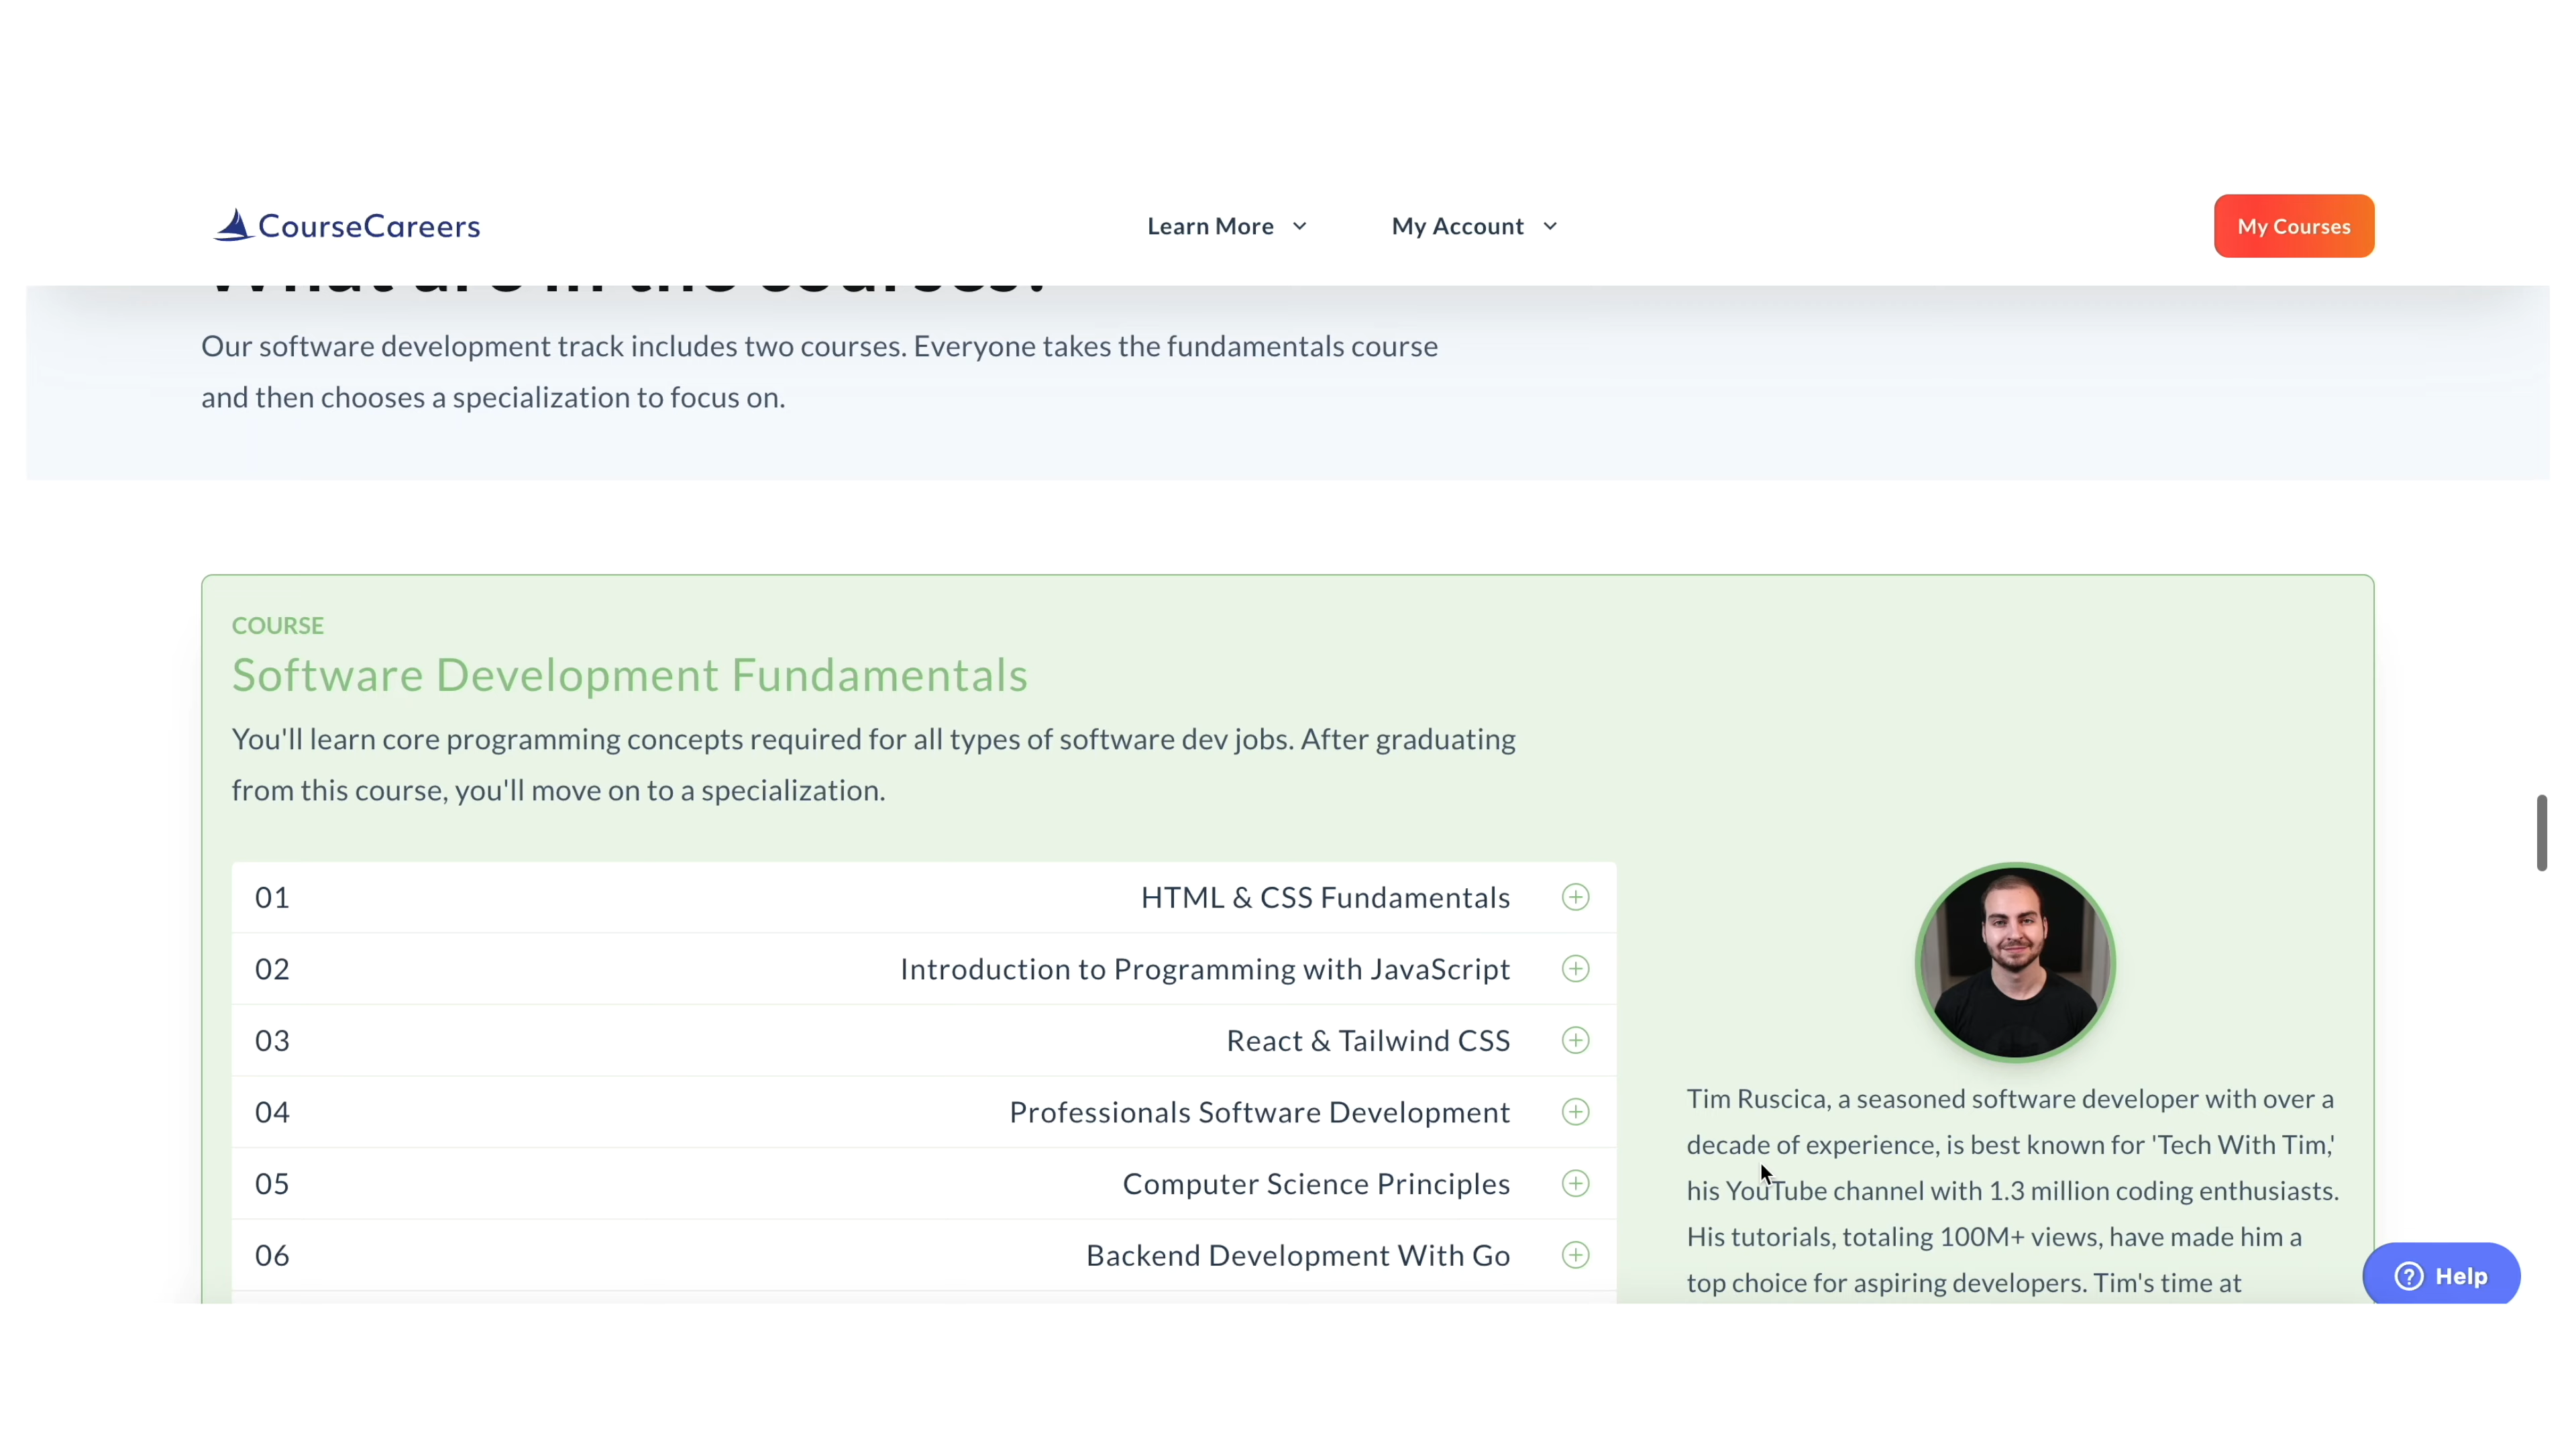 CourseCareers
Learn More
My Account
My Courses
What are in the courses?
Our software development track includes two courses. Everyone takes the fundamentals course
and then chooses a specialization to focus on.
COURSE
Software Development Fundamentals
You'll learn core programming concepts required for all types of software dev jobs. After graduating
from this course, you'll move on to a specialization.
01 HTML & CSS Fundamentals
02 Introduction to Programming with JavaScript
03 React & Tailwind CSS
04 Professionals Software Development
05 Computer Science Principles
06 Backend Development With Go
Tim Ruscica, a seasoned software developer with over a
decade of experience, is best known for 'Tech With Tim,'
his YouTube channel with 1.3 million coding enthusiasts.
His tutorials, totaling 100M+ views, have made him a
top choice for aspiring developers. Tim's time at
Help